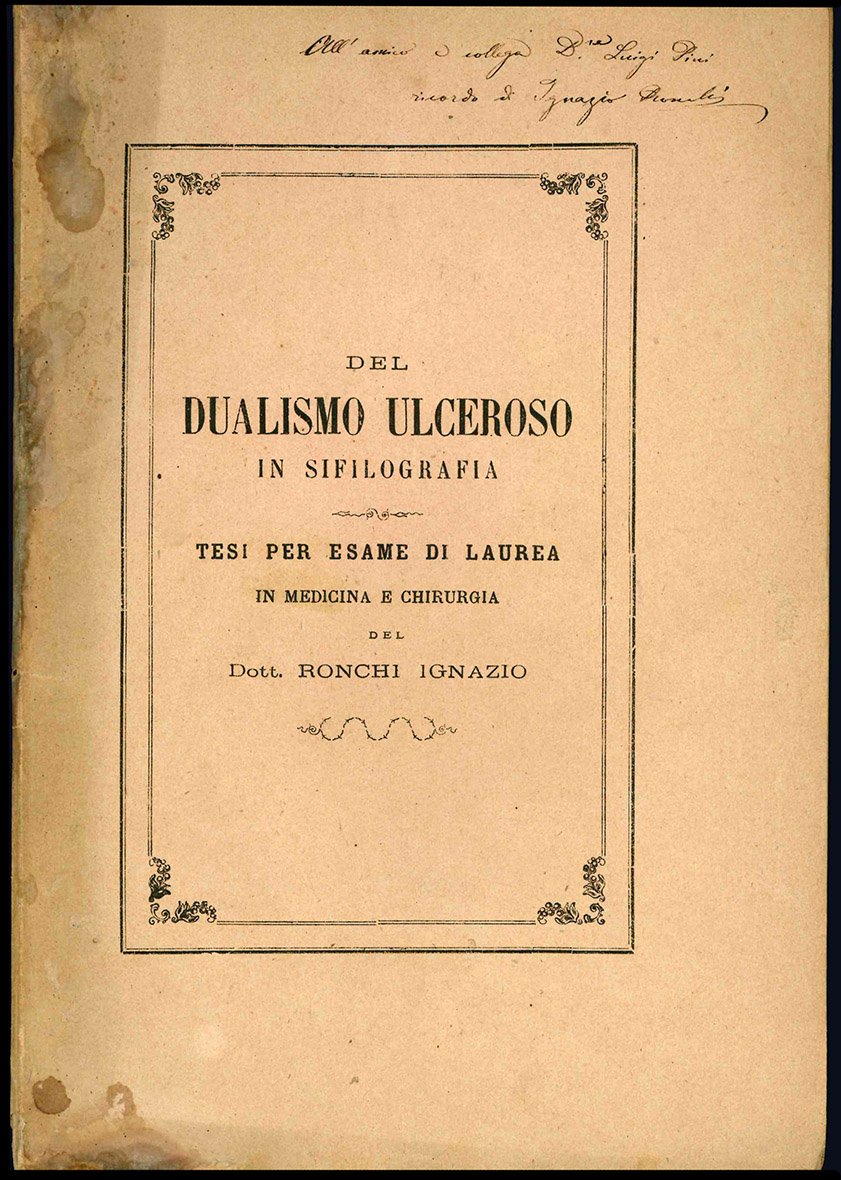 All' amico e collega D.re Luigi Pini
ricordo di Ignazio Ronchi
DEL
DUALISMO ULCEROSO
IN SIFILOGRAFIA
TESI PER ESAME DI LAUREA
IN MEDICINA E CHIRURGIA
DEL
Dott. RONCHI IGNAZIO